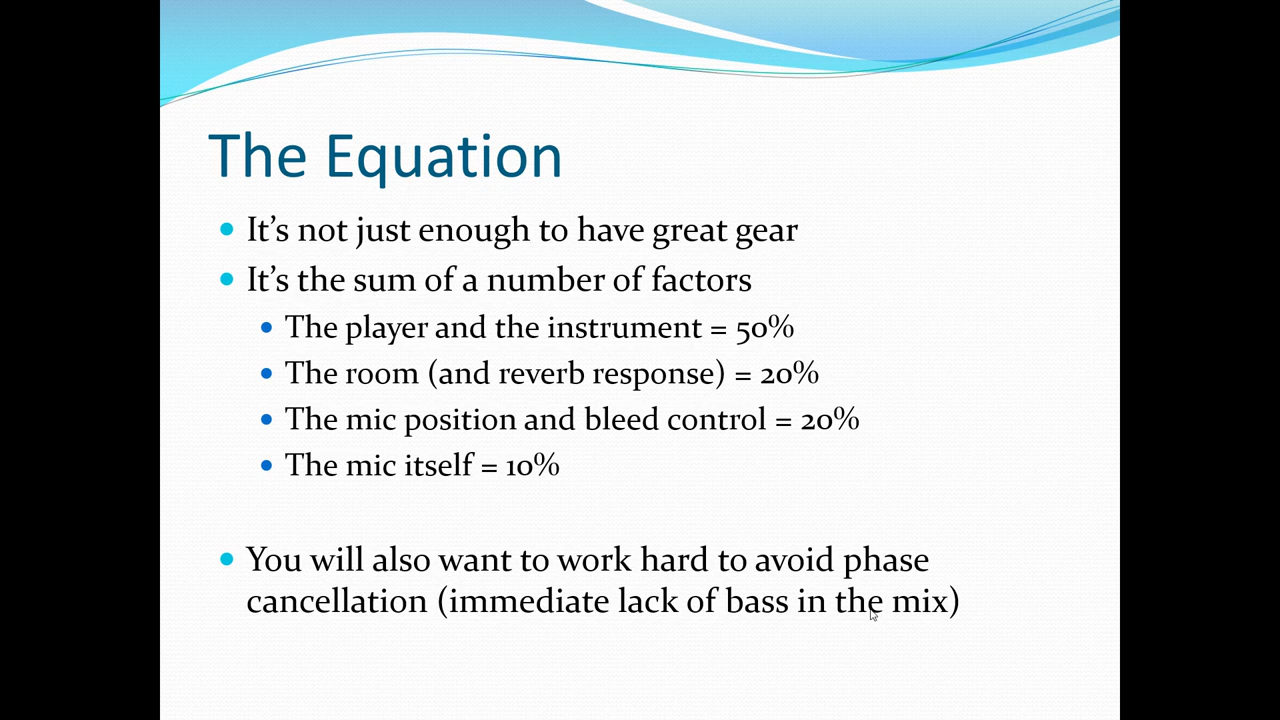 The Equation
It’s not just enough to have great gear
It’s the sum of a number of factors
The player and the instrument = 50%
The room (and reverb response) = 20%
The mic position and bleed control = 20%
The mic itself = 10%
You will also want to work hard to avoid phase
cancellation (immediate lack of bass in the mix)